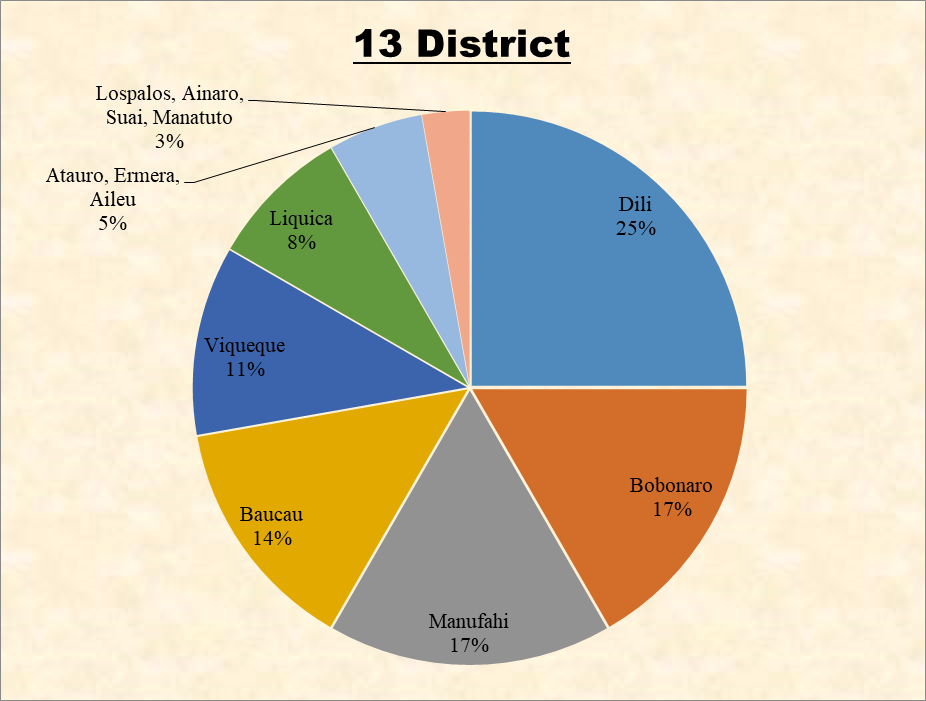 13 District
Lospalos, Ainaro,
Suai, Manatuto
3%
Atauro, Ermera,
Aileu
5%
Liquica
8%
Dili
25%
Viqueque
11%
Bobonaro
17%
Baucau
14%
Manufahi
17%